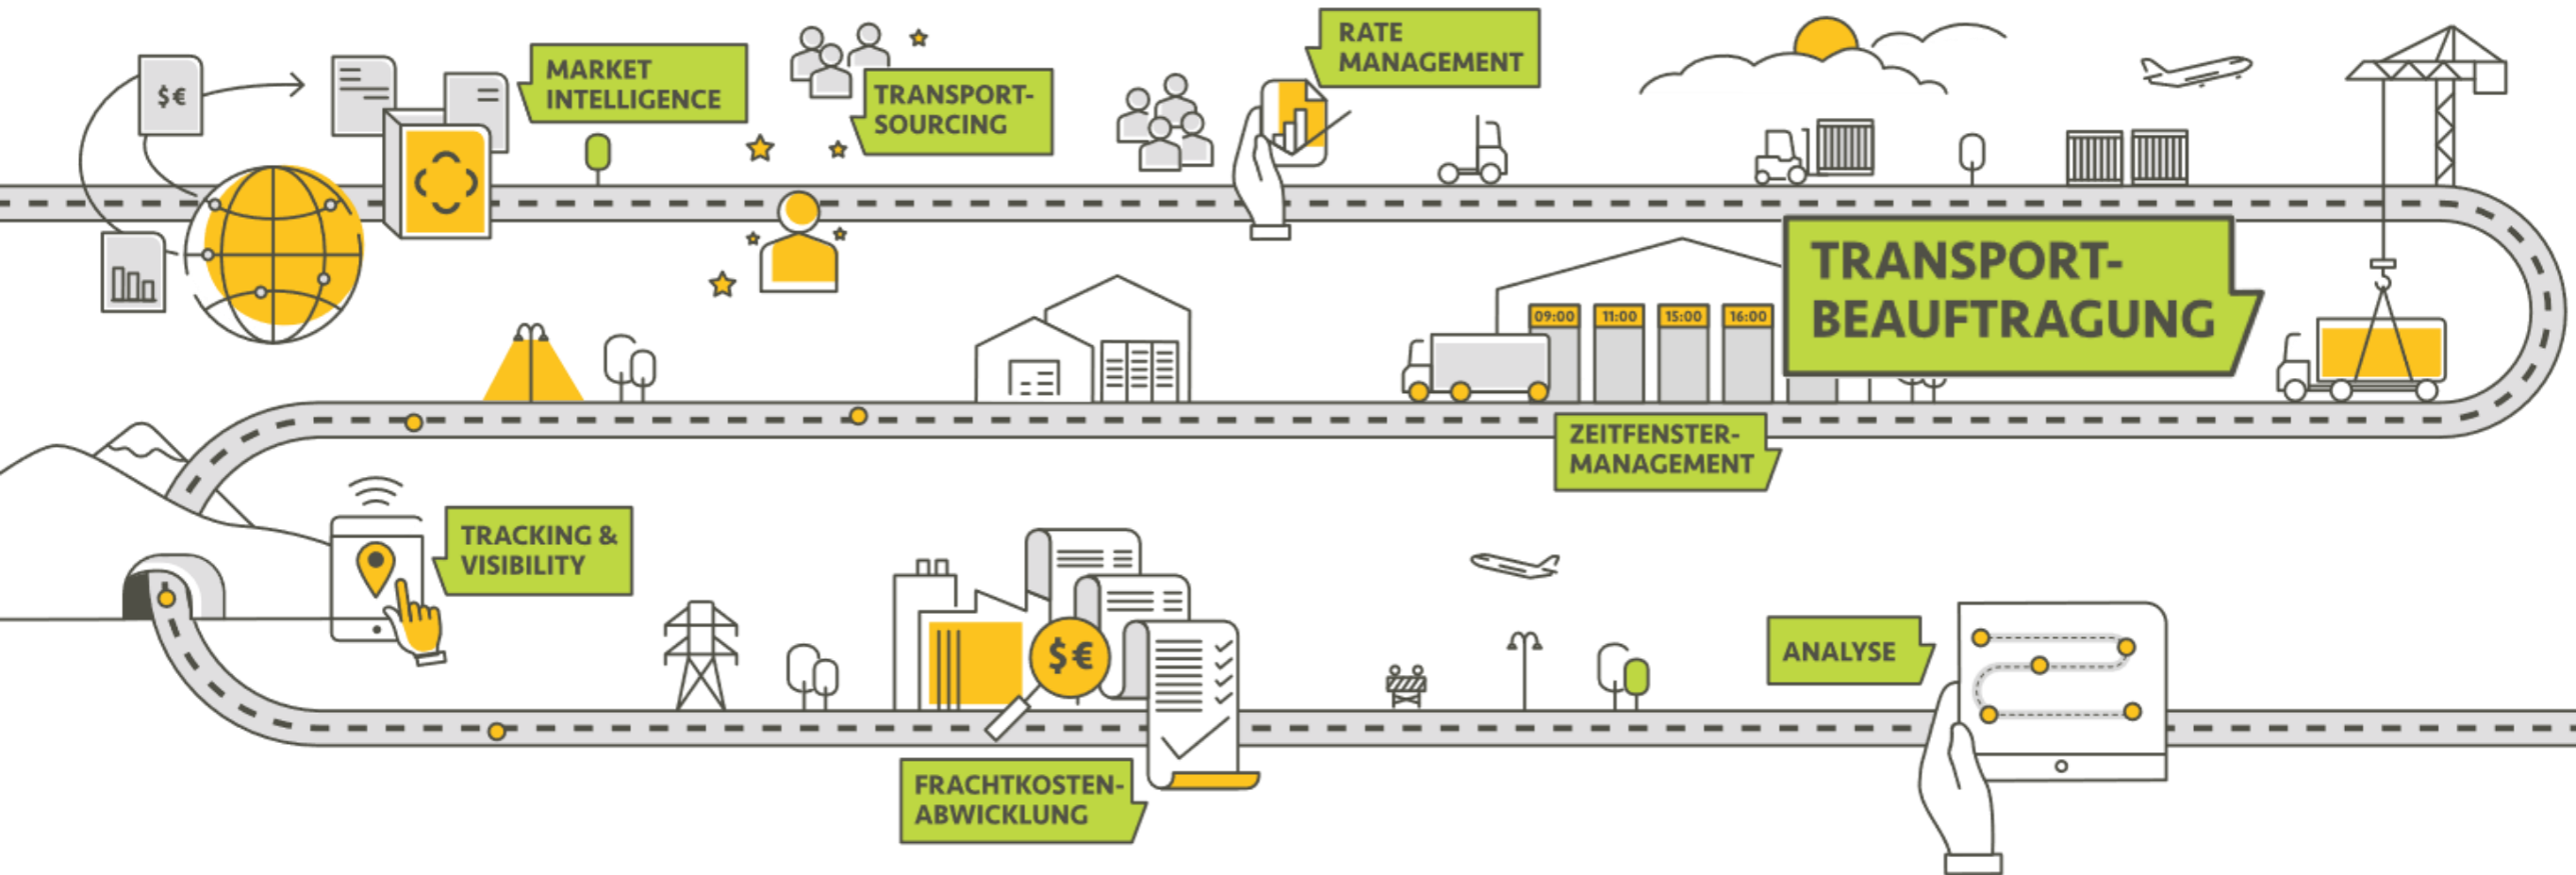 $€
MARKET
INTELLIGENCE
TRANSPORT-
SOURCING
RATE
MANAGEMENT
TRANSPORT-
BEAUFTRAGUNG
09:00
11:00
15:00
16:00
ZEITFENSTER-
MANAGEMENT
TRACKING &
VISIBILITY
$€
FRACHTKOSTEN-
ABWICKLUNG
ANALYSE